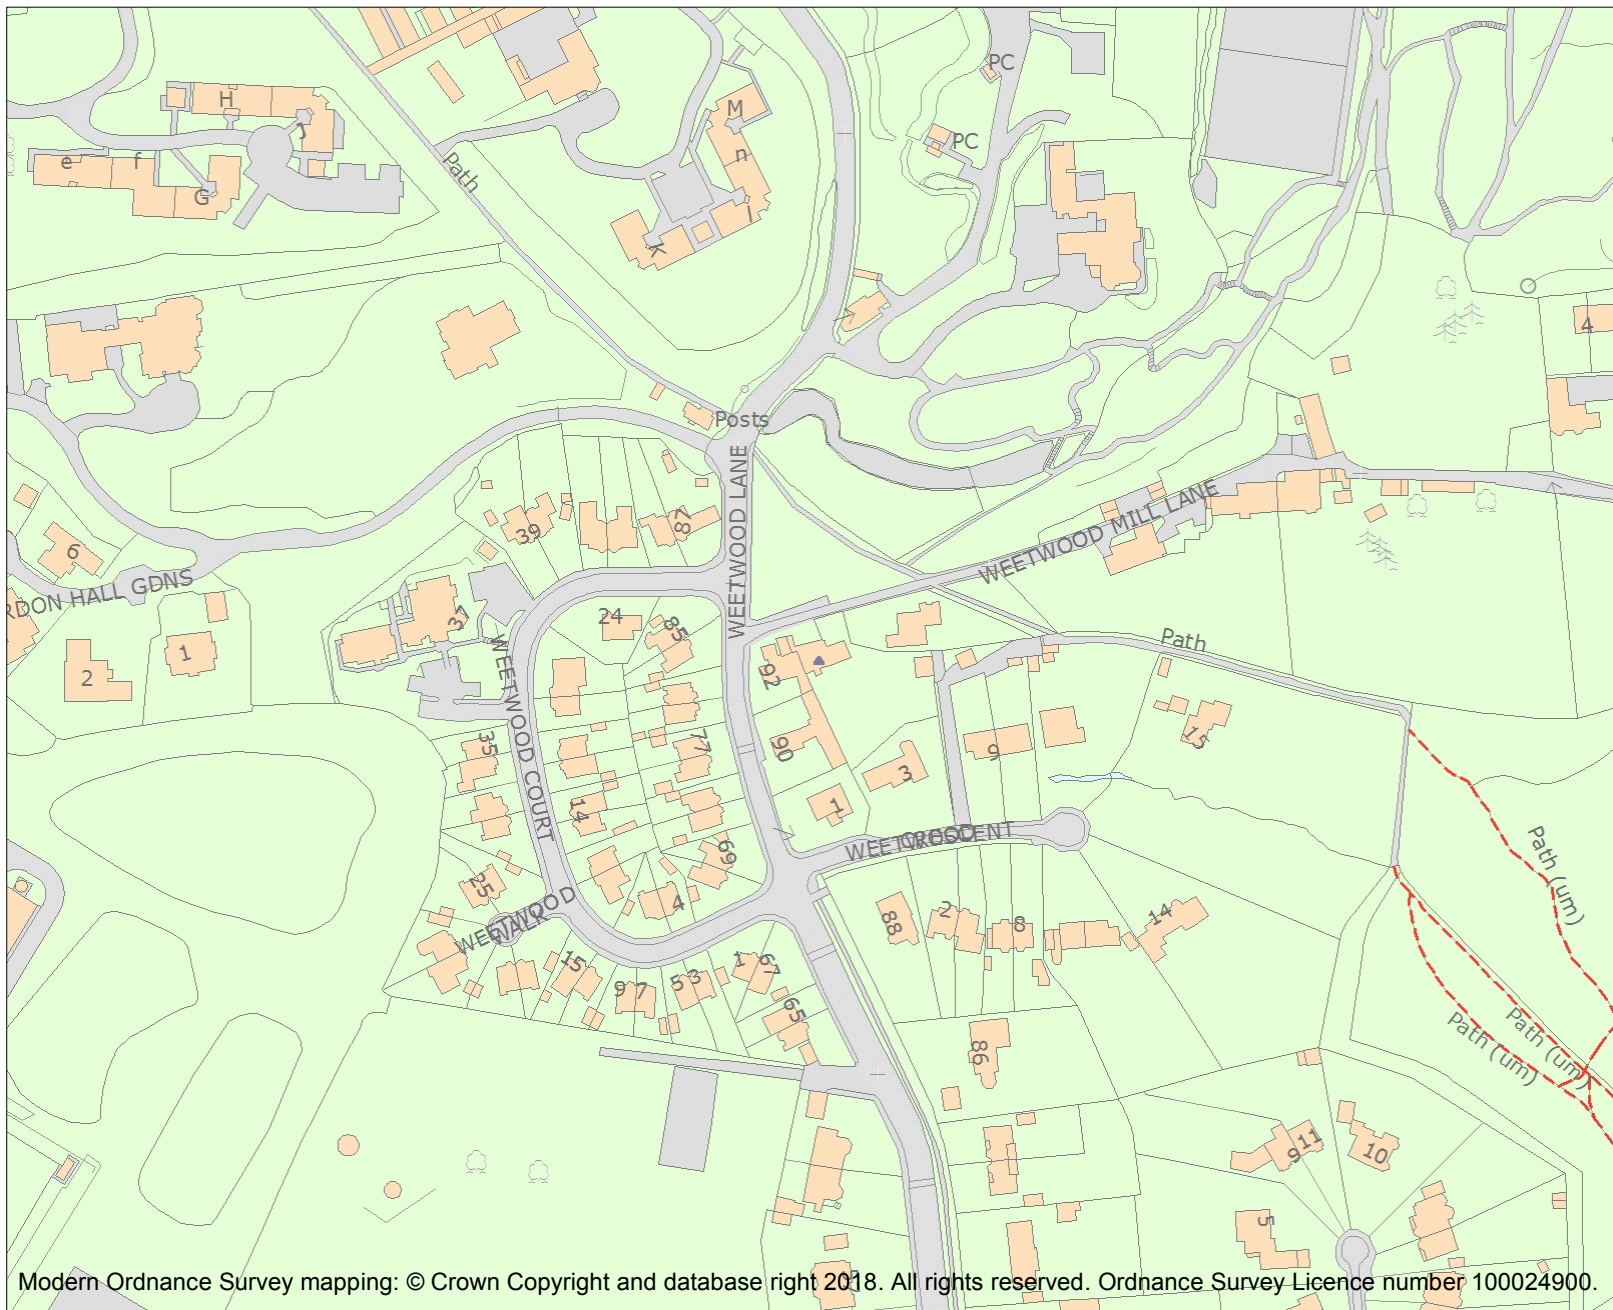 PC
H
M
J
PC
n
e
f
Path
G
l
k
4
Posts
87
39
WEETWOOD LANE
WEETWOOD MILL LANE
6
RDON HALL GDNS
37
24
85
Path
1
2
92
WEETWOOD COURT
35
77
90
9
15
3
14
1
WEETWOOD
CRESCENT
69
Path (um)
25
4
WEETWOOD
WALK
88
2
8
14
15
1
67
5
3
9
7
65
Path (um)
Path (um)
86
11
9
10
5
Modern Ordnance Survey mapping: © Crown Copyright and database right 2018. All rights reserved. Ordnance Survey Licence number 100024900.